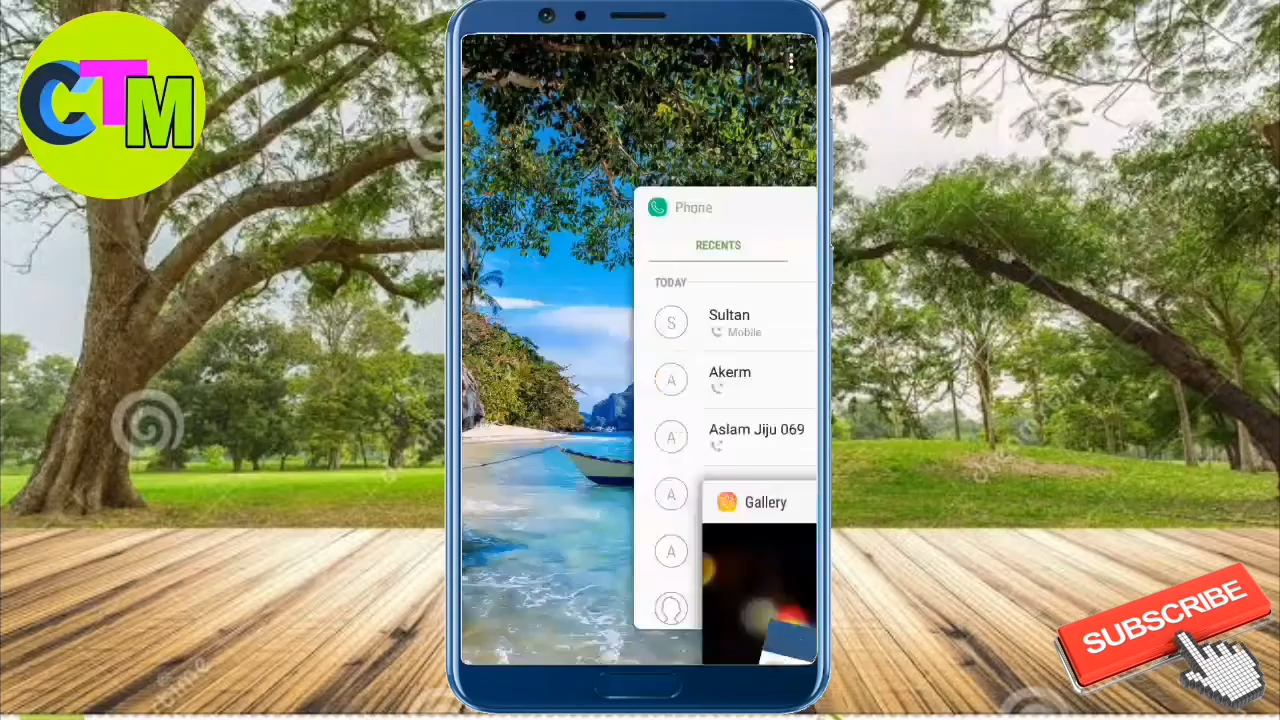 CTM
Phone
RECENTS
TODAY
S
Sultan
Mobile
A
Akerm
A
Aslam Jiju 069
A
Gallery
A
SUBSCRIBE